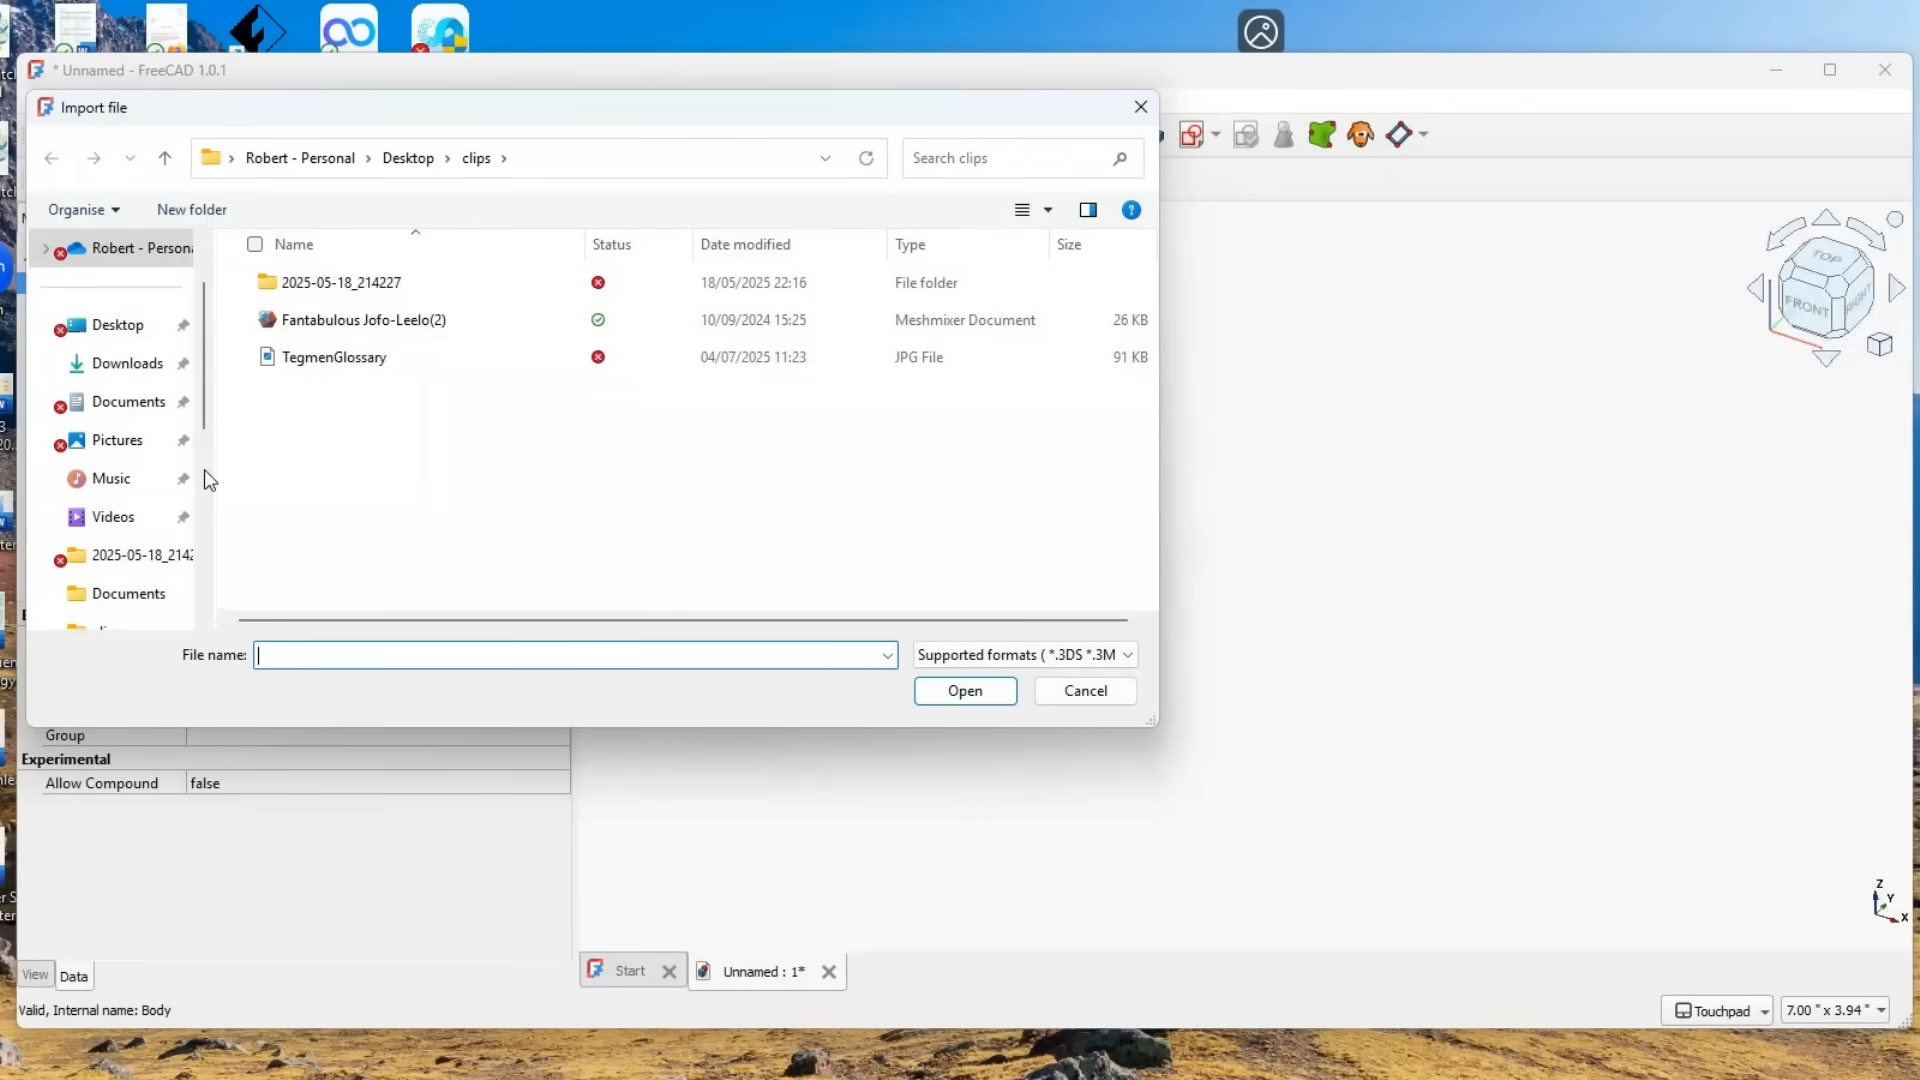 * Unnamed - FreeCAD 1.0.1
Import file
Robert - Personal
Desktop
clips
Search clips
Organise
New folder
Robert - Persona
Name
Status
Date modified
Type
Size
2025-05-18_214227
18/05/2025 22:16
File folder
Fantabulous Jofo-Leelo(2)
10/09/2024 15:25
Meshmixer Document
26 KB
TegmenGlossary
04/07/2025 11:23
JPG File
91 KB
Desktop
Downloads
Documents
Pictures
Music
Videos
2025-05-18_2142
Documents
File name:
Supported formats ( *.3DS *.3M
Open
Cancel
TOP
FRONT
RIGHT
Group
Experimental
Allow Compound
false
Z
Y
X
View
Data
Start
Unnamed : 1*
Valid, Internal name: Body
Touchpad
7.00 " x 3.94 "